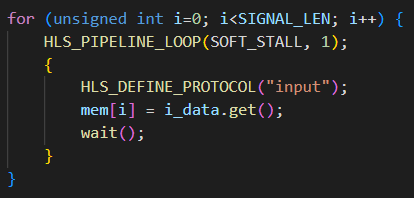 for (unsigned int i=0; i<SIGNAL_LEN; i++) {
    HLS_PIPELINE_LOOP(SOFT_STALL, 1);
    {
        HLS_DEFINE_PROTOCOL("input");
        mem[i] = i_data.get();
        wait();
    }
}